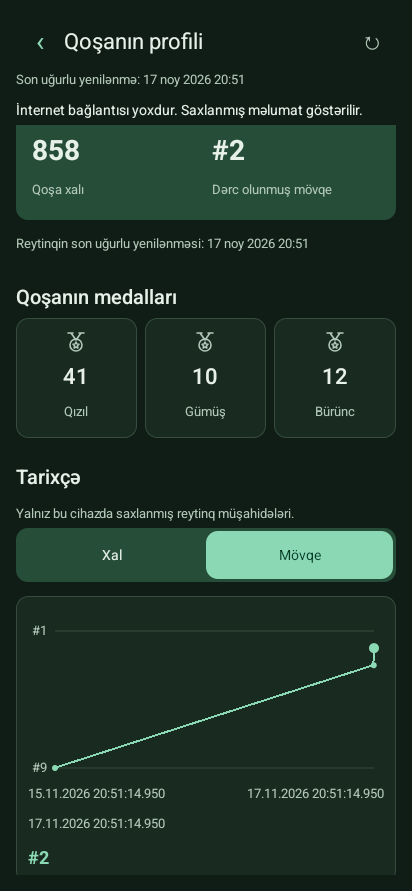 Qoşanın profili
Son uğurlu yenilənmə: 17 noy 2026 20:51
İnternet bağlantısı yoxdur. Saxlanmış məlumat göstərilir.
858
#2
Qoşa xalı
Dərc olunmuş mövqe
Reytinqin son uğurlu yenilənməsi: 17 noy 2026 20:51
Qoşanın medalları
41
10
12
Qızıl
Gümüş
Bürünc
Tarixçə
Yalnız bu cihazda saxlanmış reytinq müşahidələri.
Xal
Mövqe
#1
#9
15.11.2026 20:51:14.950
17.11.2026 20:51:14.950
17.11.2026 20:51:14.950
#2